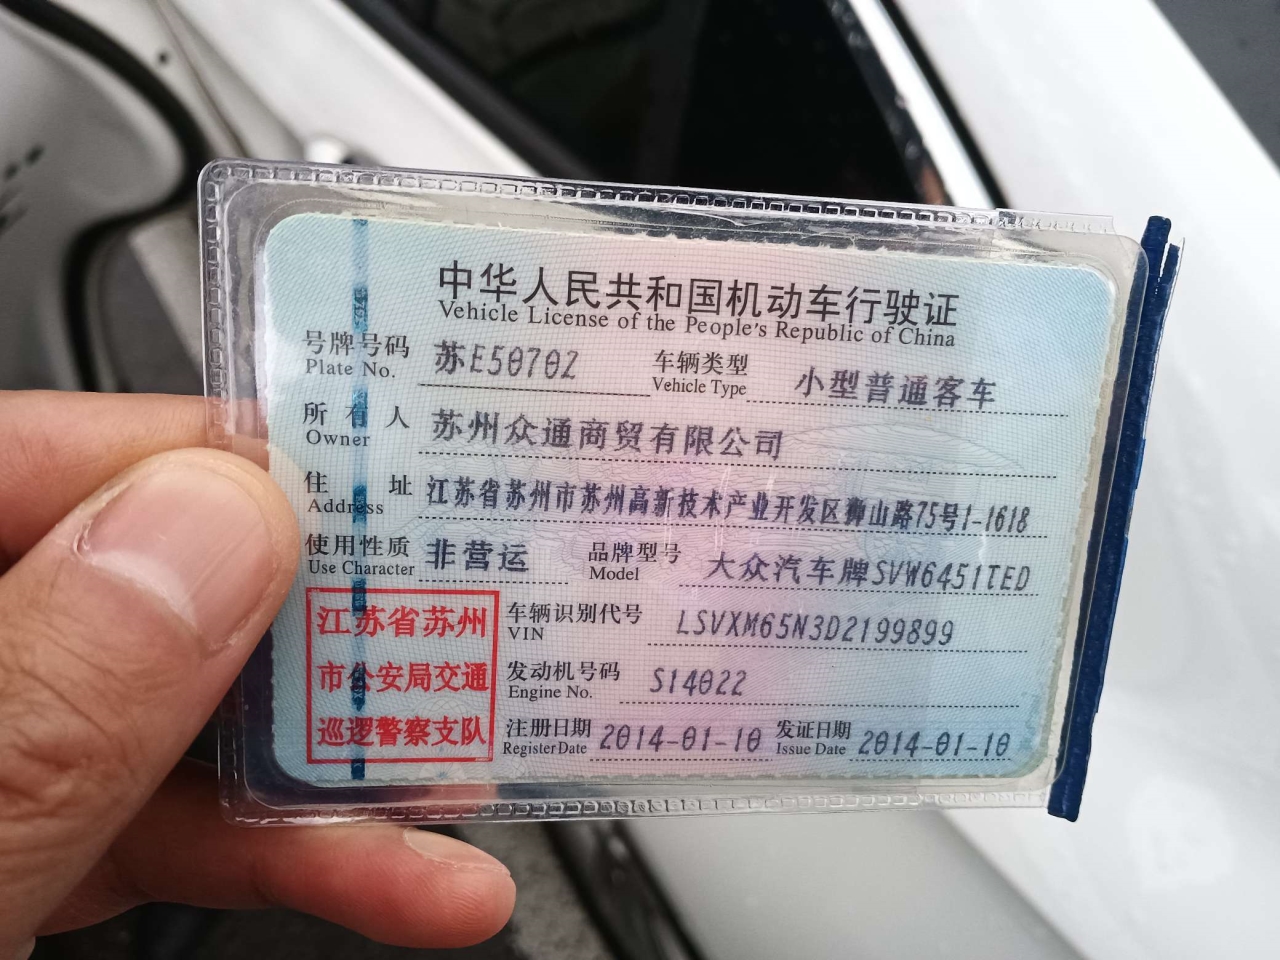 中华人民共和国机动车行驶证
Vehicle License of the People's Republic of China
号牌号码 苏E5070Z 车辆类型 小型普通客车
Plate No. Vehicle Type
所有人 苏州众通商贸有限公司
Owner
住址 江苏省苏州市苏州高新技术产业开发区狮山路75号1-1618
Address
使用性质 非营运 品牌型号 大众汽车牌SVW6451TED
Use Character Model
江苏省苏州
市公安局交通
巡逻警察支队
车辆识别代号 LSVXM65N3D2199899
VIN
发动机号码 S14022
Engine No.
注册日期 2014-01-10 发证日期 2014-01-10
Register Date Issue Date